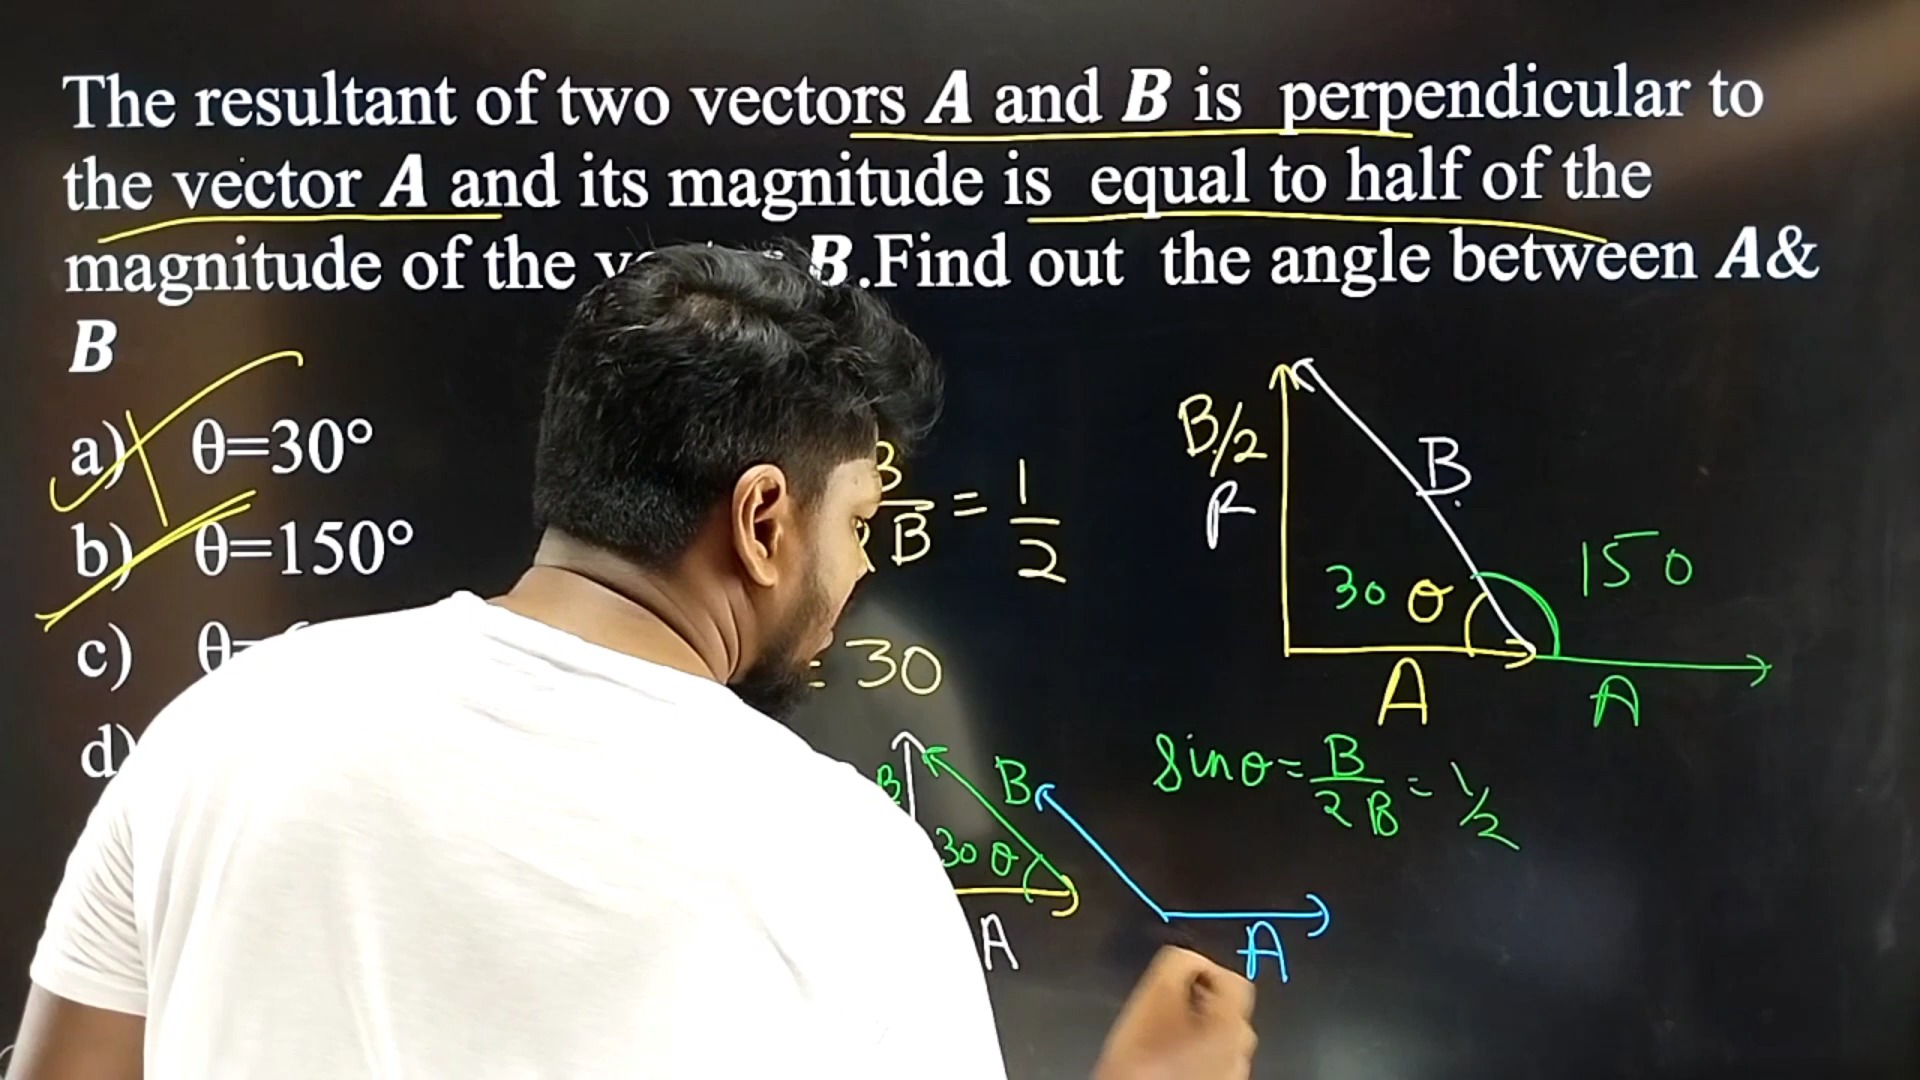 The resultant of two vectors A and B is perpendicular to
the vector A and its magnitude is equal to half of the
magnitude of the B.Find out the angle between A&
B
a) θ=30°
b) θ=150°
c) θ=
d)
B = 1
B 2
= 30
B/2
R
B
30 θ
150
A
A
B
B
30 θ
A
A
sinθ = B/2B = 1/2